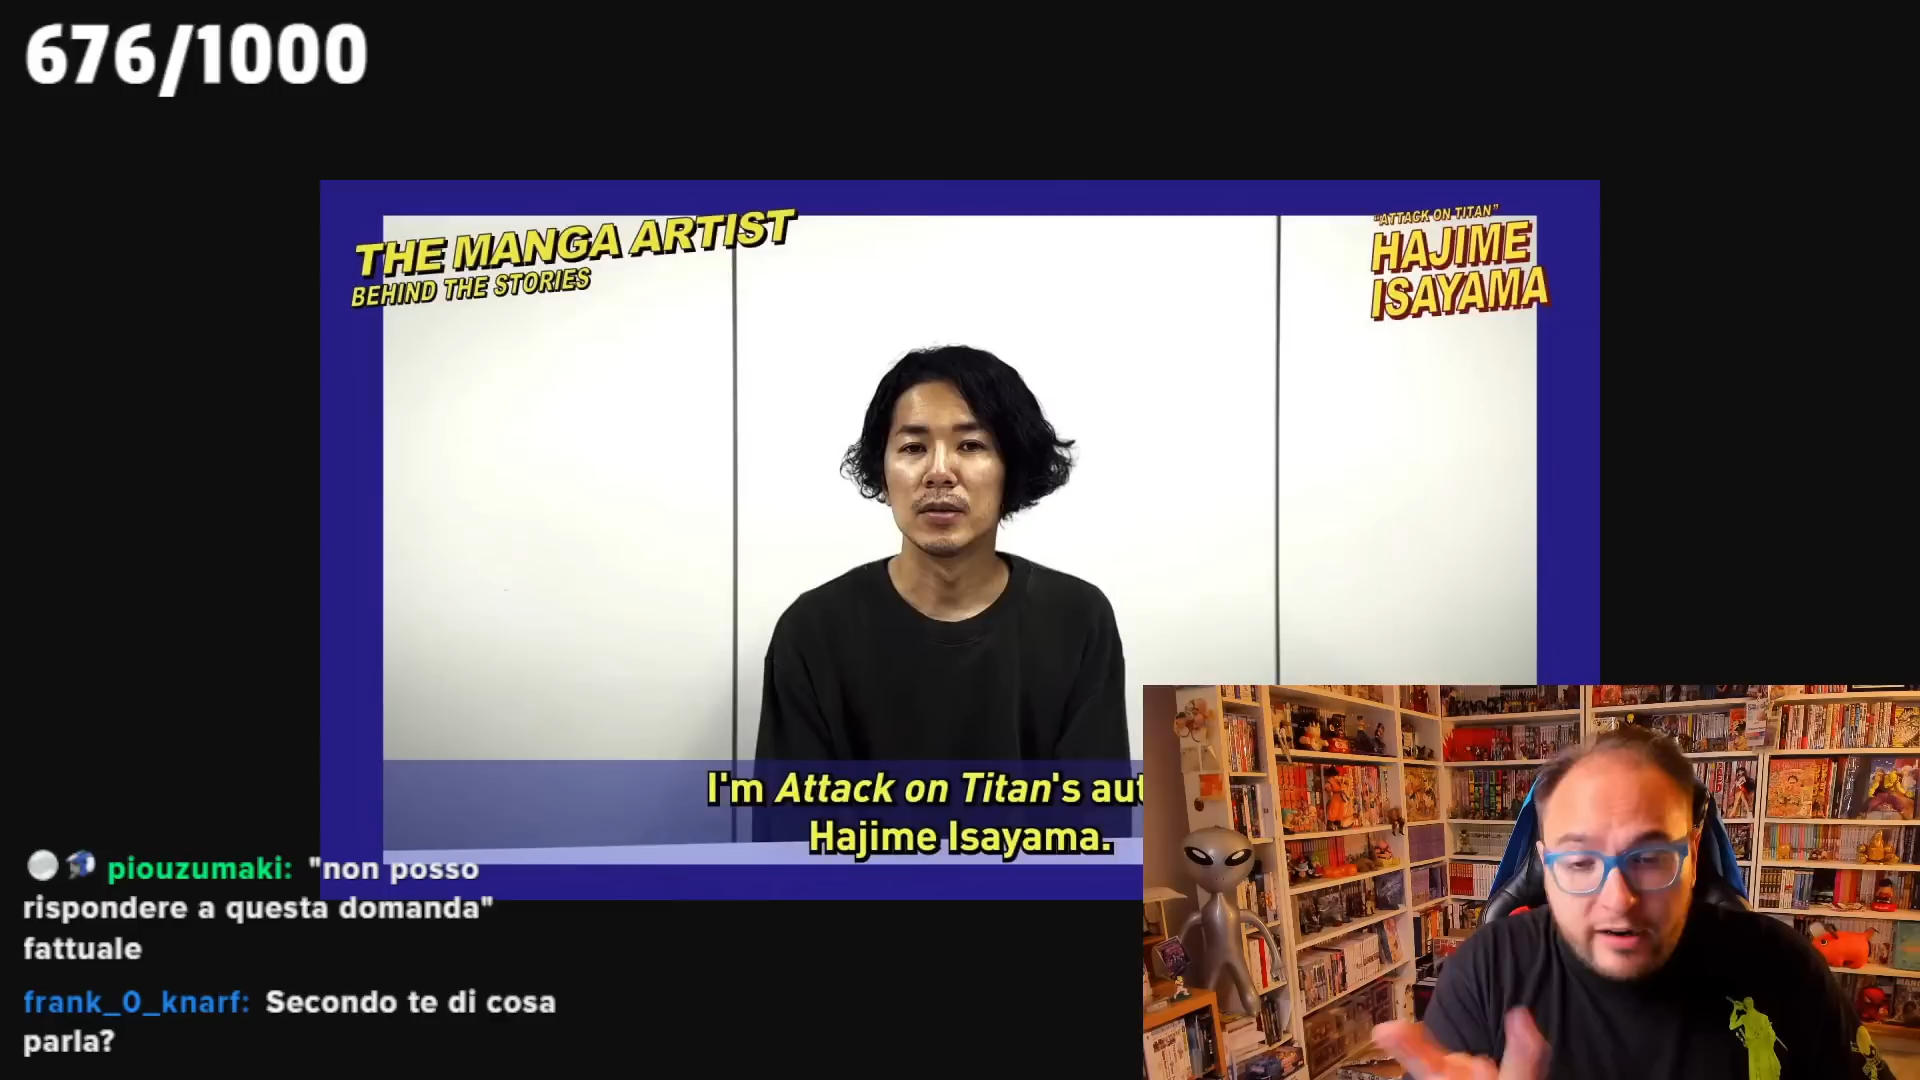 676/1000
THE MANGA ARTIST
BEHIND THE STORIES
"ATTACK ON TITAN"
HAJIME
ISAYAMA
I'm Attack on Titan's aut
Hajime Isayama.
piouzumaki: "non posso
rispondere a questa domanda"
fattuale
frank_0_knarf: Secondo te di cosa
parla?